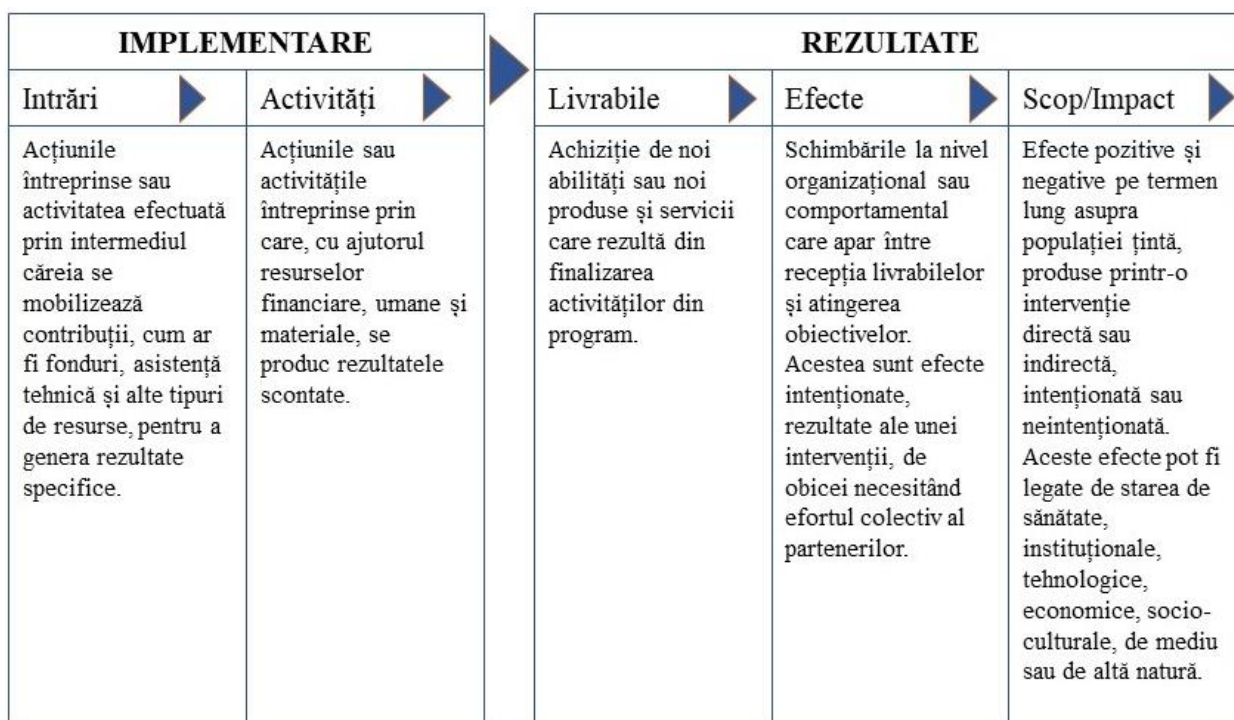 IMPLEMENTARE
REZULTATE
Intrări
Activități
Livrabile
Efecte
Scop/Impact
Acțiunile
întreprinse sau
activitatea efectuată
prin intermediul
căreia se
mobilizează
contribuții, cum ar
fi fonduri, asistență
tehnică și alte tipuri
de resurse, pentru a
genera rezultate
specifice.
Acțiunile sau
activitățile
întreprinse prin
care, cu ajutorul
resurselor
financiare, umane și
materiale, se
produc rezultatele
scontate.
Achiziție de noi
abilități sau noi
produse și servicii
care rezultă din
finalizarea
activităților din
program.
Schimbările la nivel
organizațional sau
comportamental
care apar între
recepția livrabilelor
și atingerea
obiectivelor.
Acestea sunt efecte
intenționate,
rezultate ale unei
intervenții, de
obicei necesitând
efortul colectiv al
partenerilor.
Efecte pozitive și
negative pe termen
lung asupra
populației țintă,
produse printr-o
intervenție
directă sau
indirectă,
intenționată sau
neintenționată.
Aceste efecte pot fi
legate de starea de
sănătate,
instituționale,
tehnologice,
economice, socio-
culturale, de mediu
sau de altă natură.